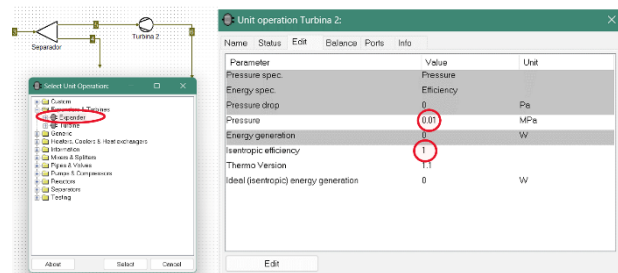 Separador
Turbina 2
Select Unit Operation:
Custom
Expanders & Turbines
Expander
Turbine
Generic
Heaters, Coolers & Heat exchangers
Information
Mixers & Splitters
Pipes & Valves
Pumps & Compressors
Reactors
Separators
Testing
About Select Cancel
Unit operation Turbina 2:
Name Status Edit Balance Ports Info
Parameter Value Unit
Pressure spec. Pressure
Energy spec. Efficiency
Pressure drop 0 Pa
Pressure 0.01 MPa
Energy generation 0 W
Isentropic efficiency 1
Thermo Version 1.1
Ideal (isentropic) energy generation 0 W
Edit